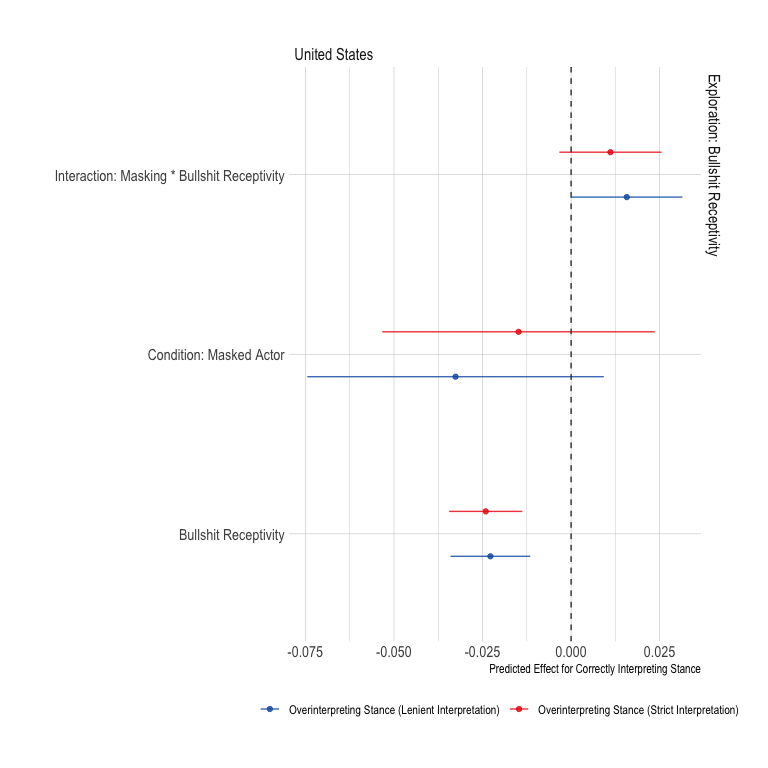 United States
Exploration: Bullshit Receptivity
Interaction: Masking * Bullshit Receptivity
Condition: Masked Actor
Bullshit Receptivity
-0.075 -0.050 -0.025 0.000 0.025
Predicted Effect for Correctly Interpreting Stance
Overinterpreting Stance (Lenient Interpretation) Overinterpreting Stance (Strict Interpretation)